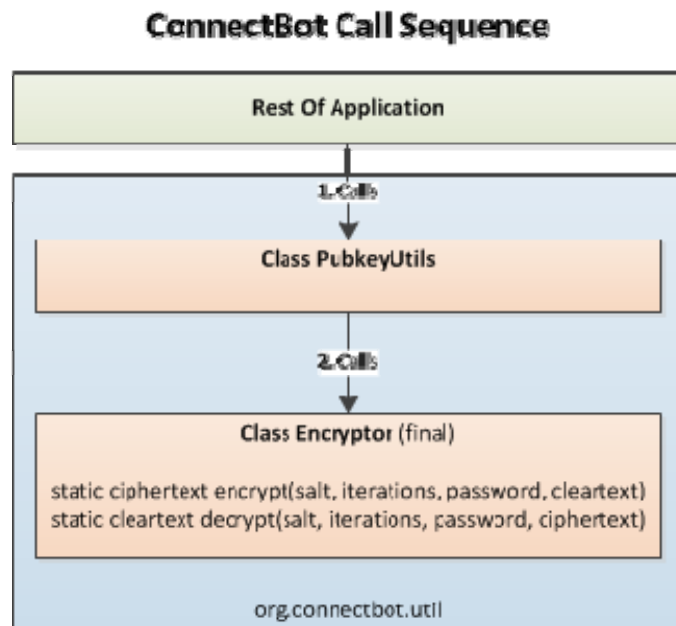 ConnectBot Call Sequence
Rest Of Application
1. Calls
Class PubkeyUtils
2. Calls
Class Encryptor (final)
static ciphertext encrypt(salt, iterations, password, cleartext)
static cleartext decrypt(salt, iterations, password, ciphertext)
org.connectbot.util